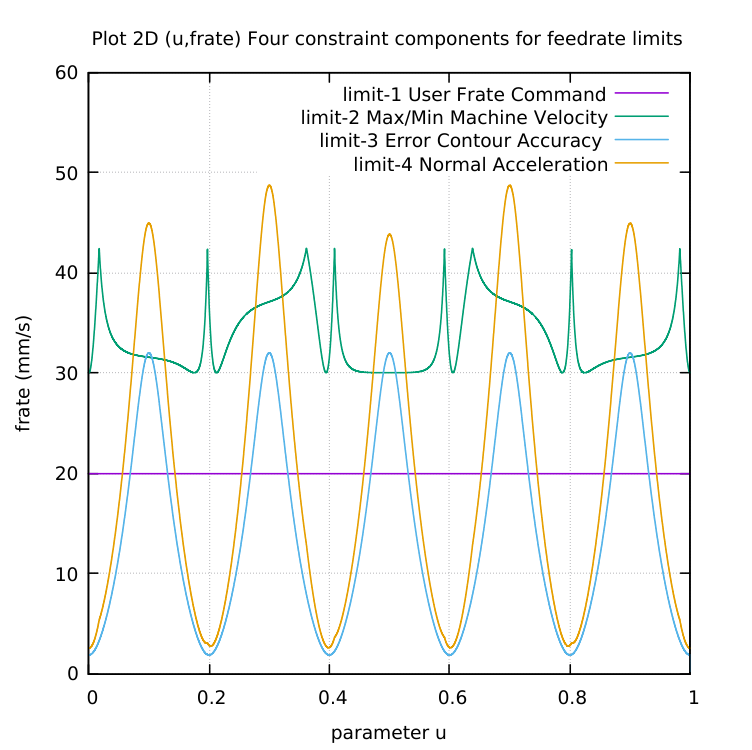 Plot 2D (u,frate) Four constraint components for feedrate limits
60
limit-1 User Frate Command
limit-2 Max/Min Machine Velocity
limit-3 Error Contour Accuracy
limit-4 Normal Acceleration
50
40
30
20
10
0
frate (mm/s)
0 0.2 0.4 0.6 0.8 1
parameter u